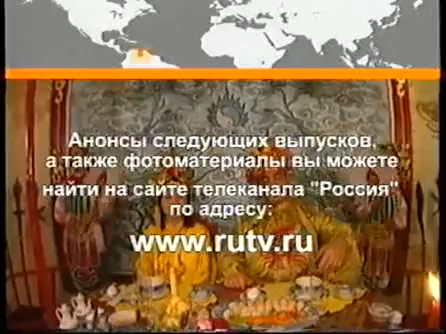 Анонсы следующих выпусков,
а также фотоматериалы вы можете
найти на сайте телеканала "Россия"
по адресу:
www.rutv.ru